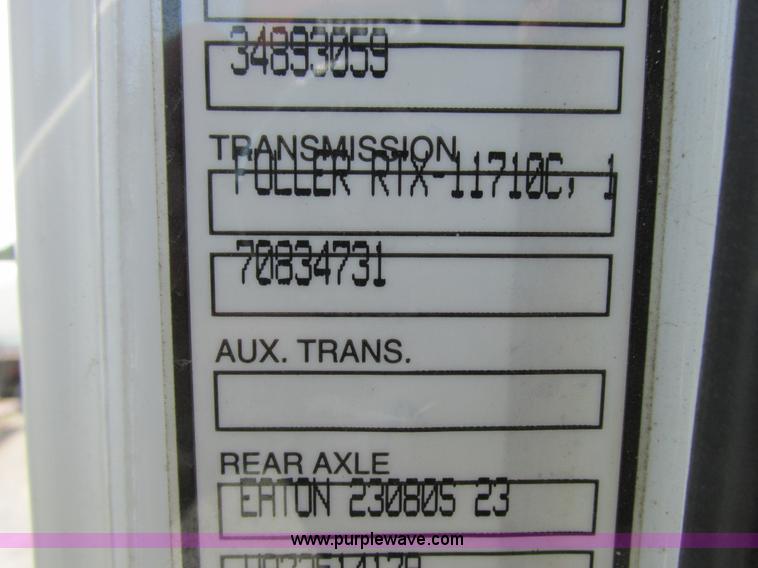 34893059
TRANSMISSION
FULLER RTX-11710C, 1
70834731
AUX. TRANS.
REAR AXLE
EATON 23080S 23
www.purplewave.com